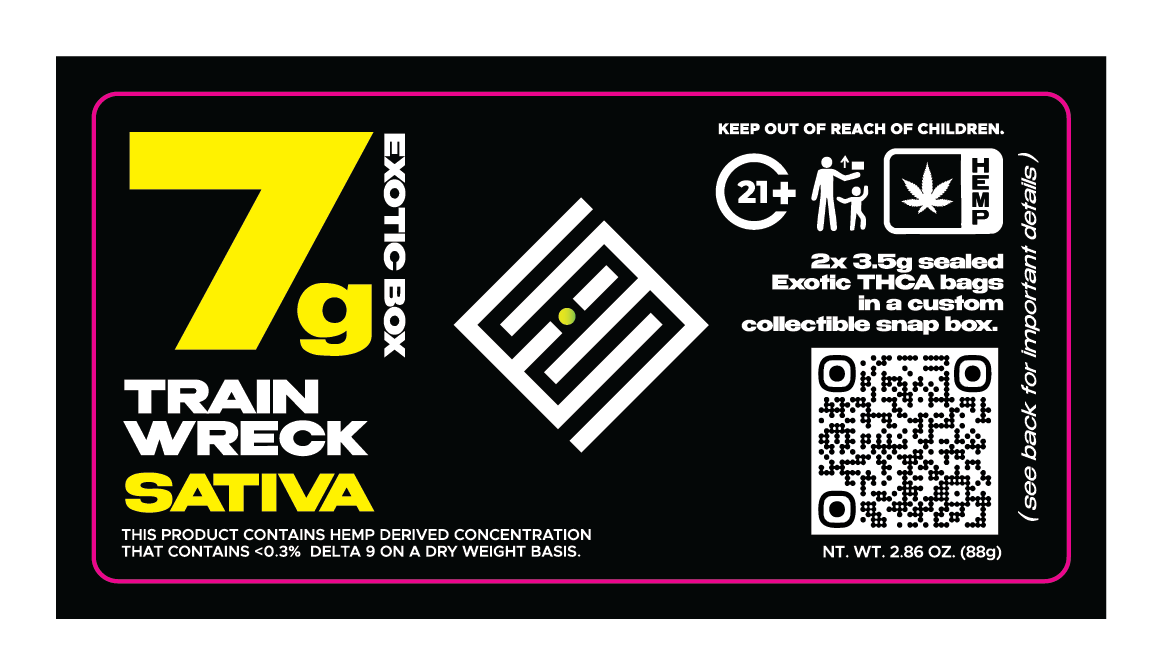 7g
EXOTIC BOX
TRAIN
WRECK
SATIVA
THIS PRODUCT CONTAINS HEMP DERIVED CONCENTRATION
THAT CONTAINS <0.3% DELTA 9 ON A DRY WEIGHT BASIS.
KEEP OUT OF REACH OF CHILDREN.
21+
HEMP
2x 3.5g sealed
Exotic THCA bags
in a custom
collectible snap box.
NT. WT. 2.86 OZ. (88g)
(see back for important details)